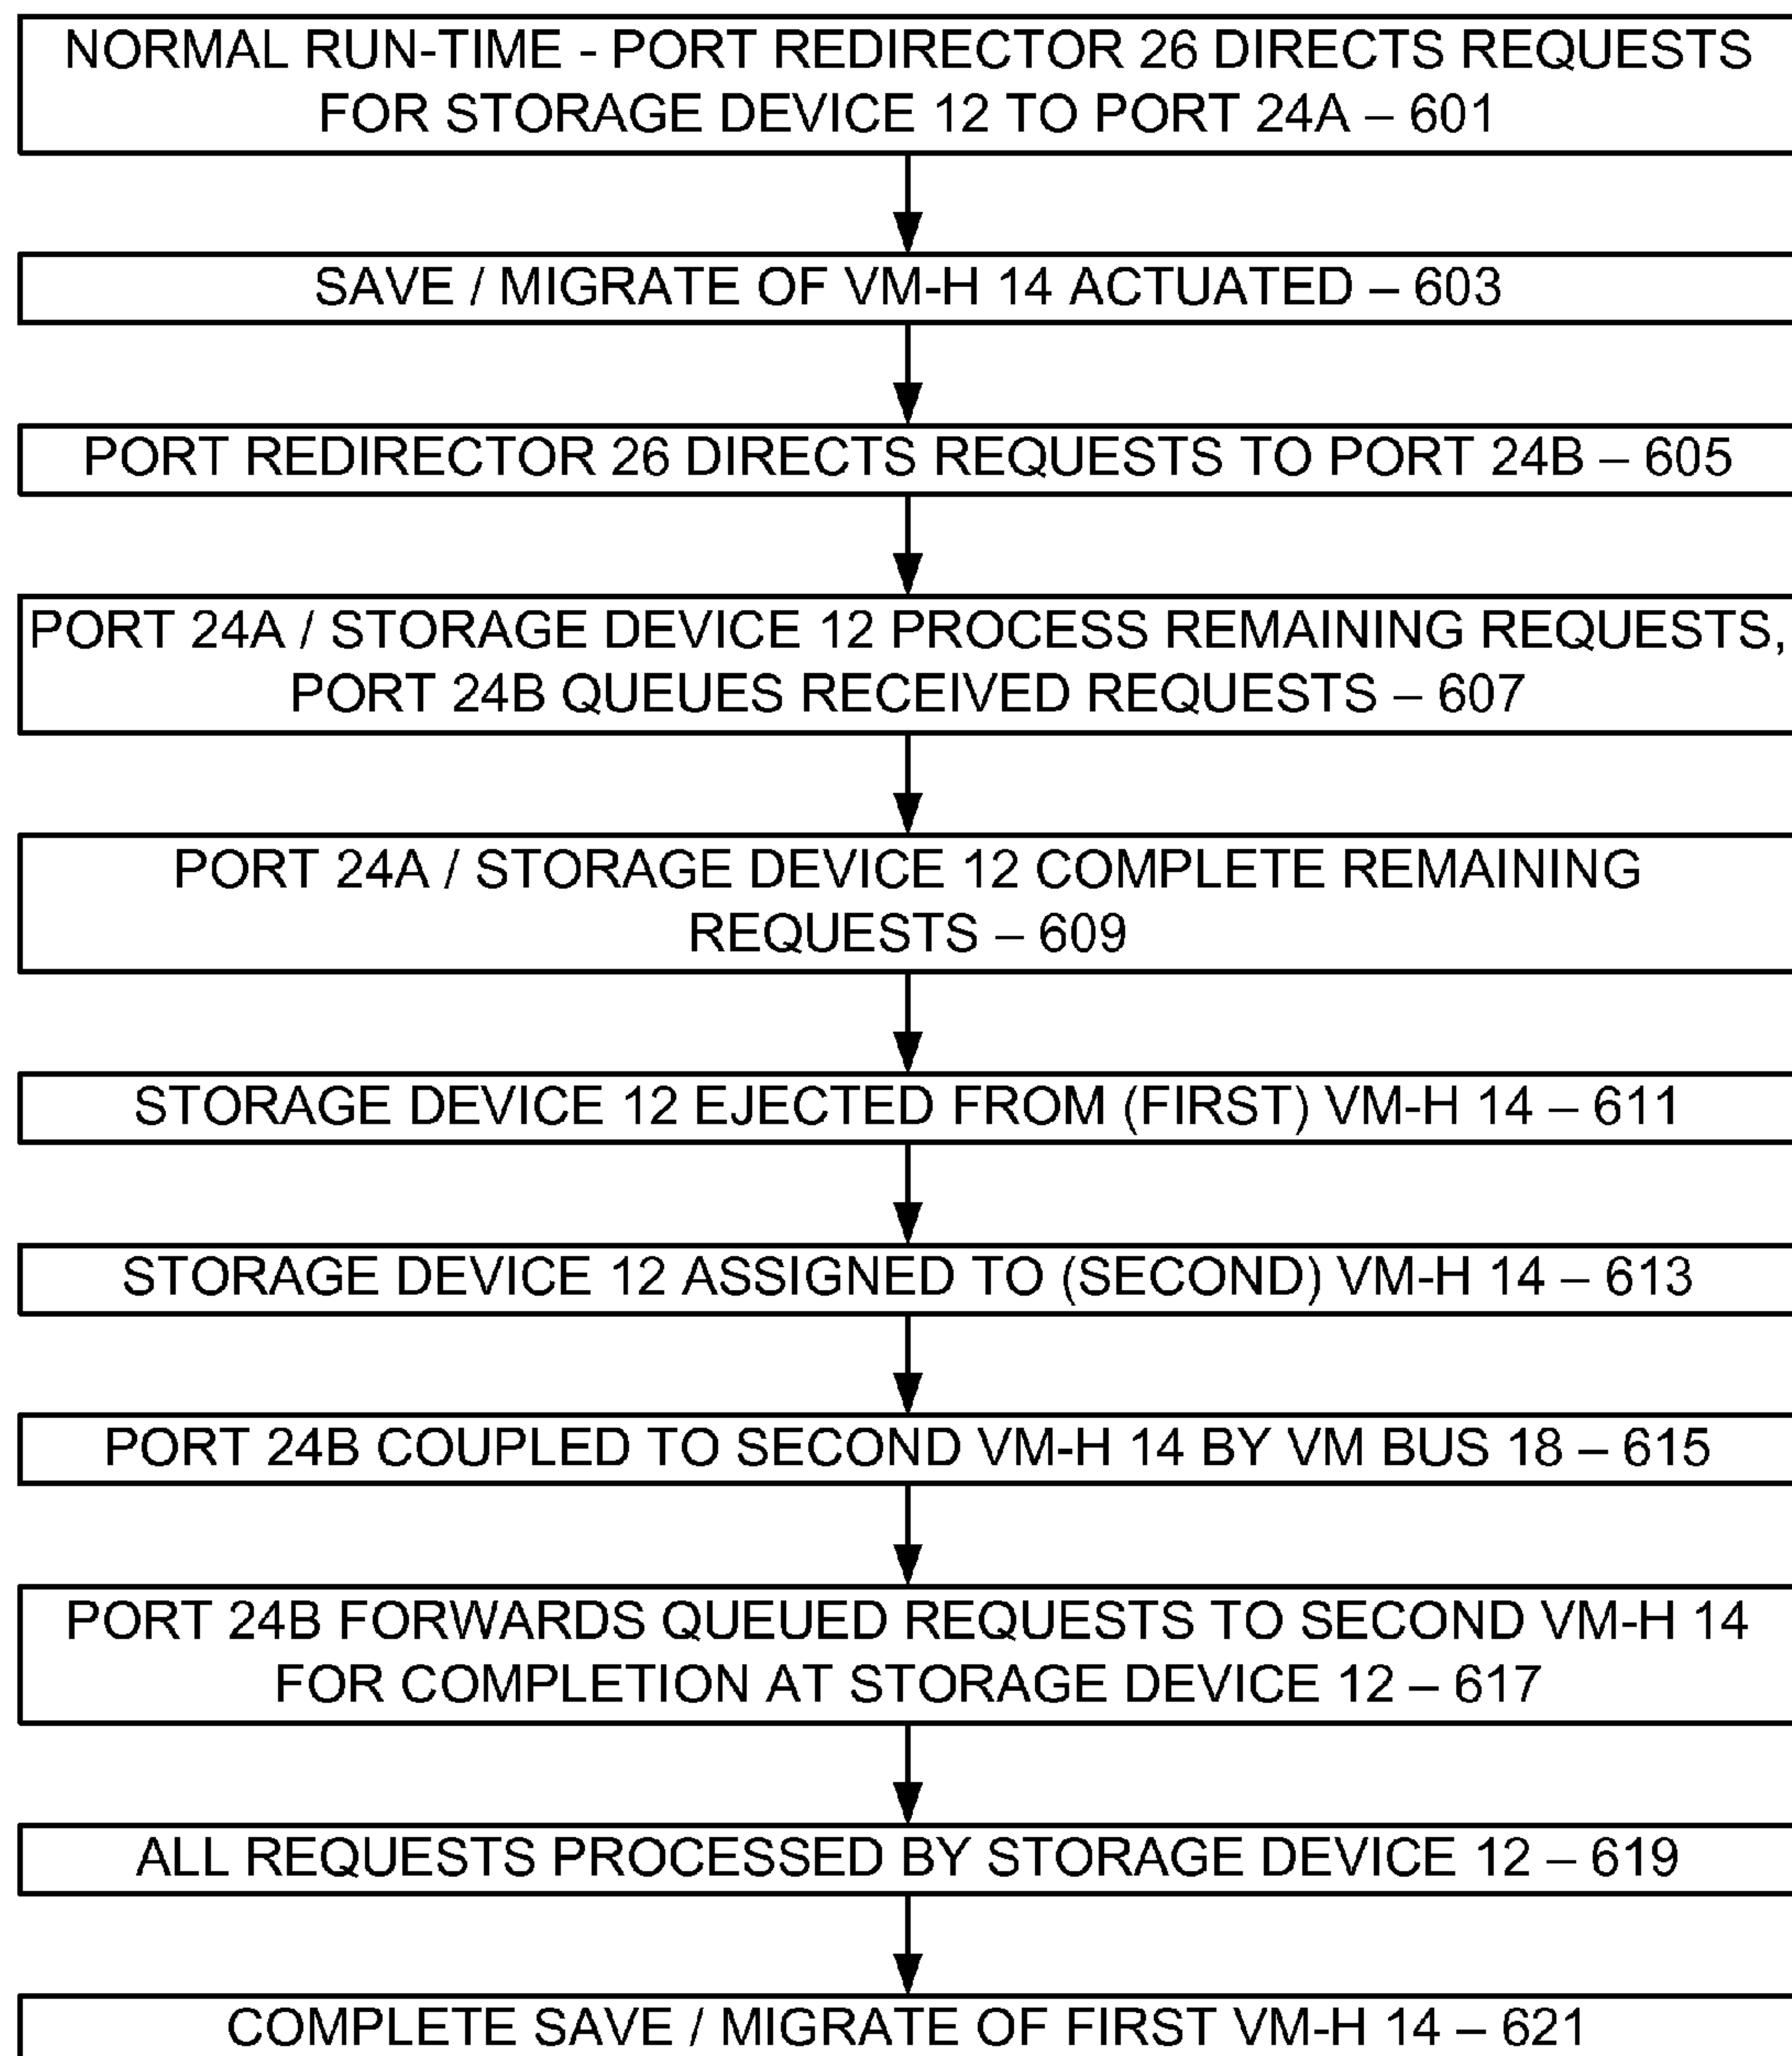 NORMAL RUN-TIME - PORT REDIRECTOR 26 DIRECTS REQUESTS
FOR STORAGE DEVICE 12 TO PORT 24A – 601
SAVE / MIGRATE OF VM-H 14 ACTUATED – 603
PORT REDIRECTOR 26 DIRECTS REQUESTS TO PORT 24B – 605
PORT 24A / STORAGE DEVICE 12 PROCESS REMAINING REQUESTS,
PORT 24B QUEUES RECEIVED REQUESTS – 607
PORT 24A / STORAGE DEVICE 12 COMPLETE REMAINING
REQUESTS – 609
STORAGE DEVICE 12 EJECTED FROM (FIRST) VM-H 14 – 611
STORAGE DEVICE 12 ASSIGNED TO (SECOND) VM-H 14 – 613
PORT 24B COUPLED TO SECOND VM-H 14 BY VM BUS 18 – 615
PORT 24B FORWARDS QUEUED REQUESTS TO SECOND VM-H 14
FOR COMPLETION AT STORAGE DEVICE 12 – 617
ALL REQUESTS PROCESSED BY STORAGE DEVICE 12 – 619
COMPLETE SAVE / MIGRATE OF FIRST VM-H 14 – 621